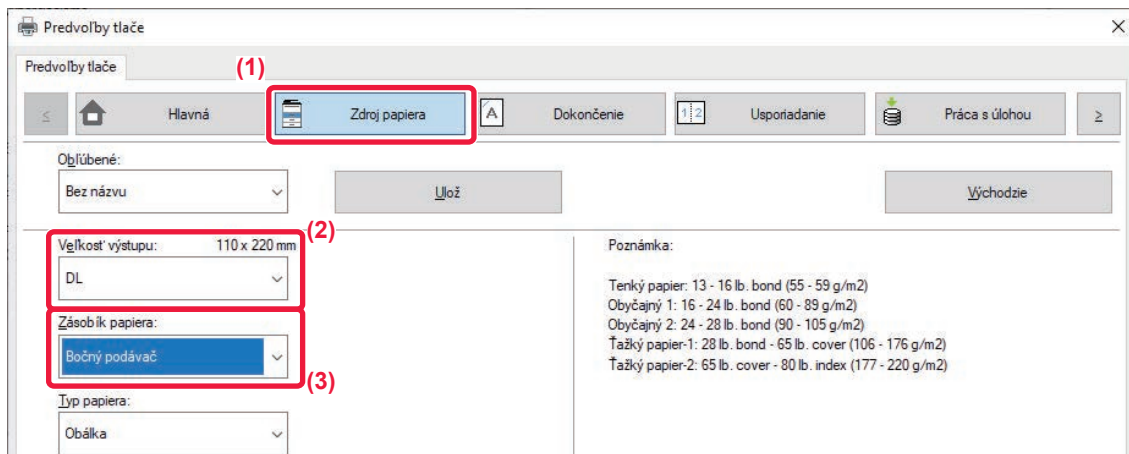 Predvoľby tlače
Predvoľby tlače
(1)
≤ Hlavná Zdroj papiera A Dokončenie 1 2 Usporiadanie Práca s úlohou ≥
Obľúbené:
Bez názvu Ulož Východzie
(2)
Veľkosť výstupu: 110 x 220 mm
DL
Zásobík papiera:
Bočný podávač
(3)
Typ papiera:
Obálka
Poznámka:
Tenký papier: 13 - 16 lb. bond (55 - 59 g/m2)
Obyčajný 1: 16 - 24 lb. bond (60 - 89 g/m2)
Obyčajný 2: 24 - 28 lb. bond (90 - 105 g/m2)
Ťažký papier-1: 28 lb. bond - 65 lb. cover (106 - 176 g/m2)
Ťažký papier-2: 65 lb. cover - 80 lb. index (177 - 220 g/m2)